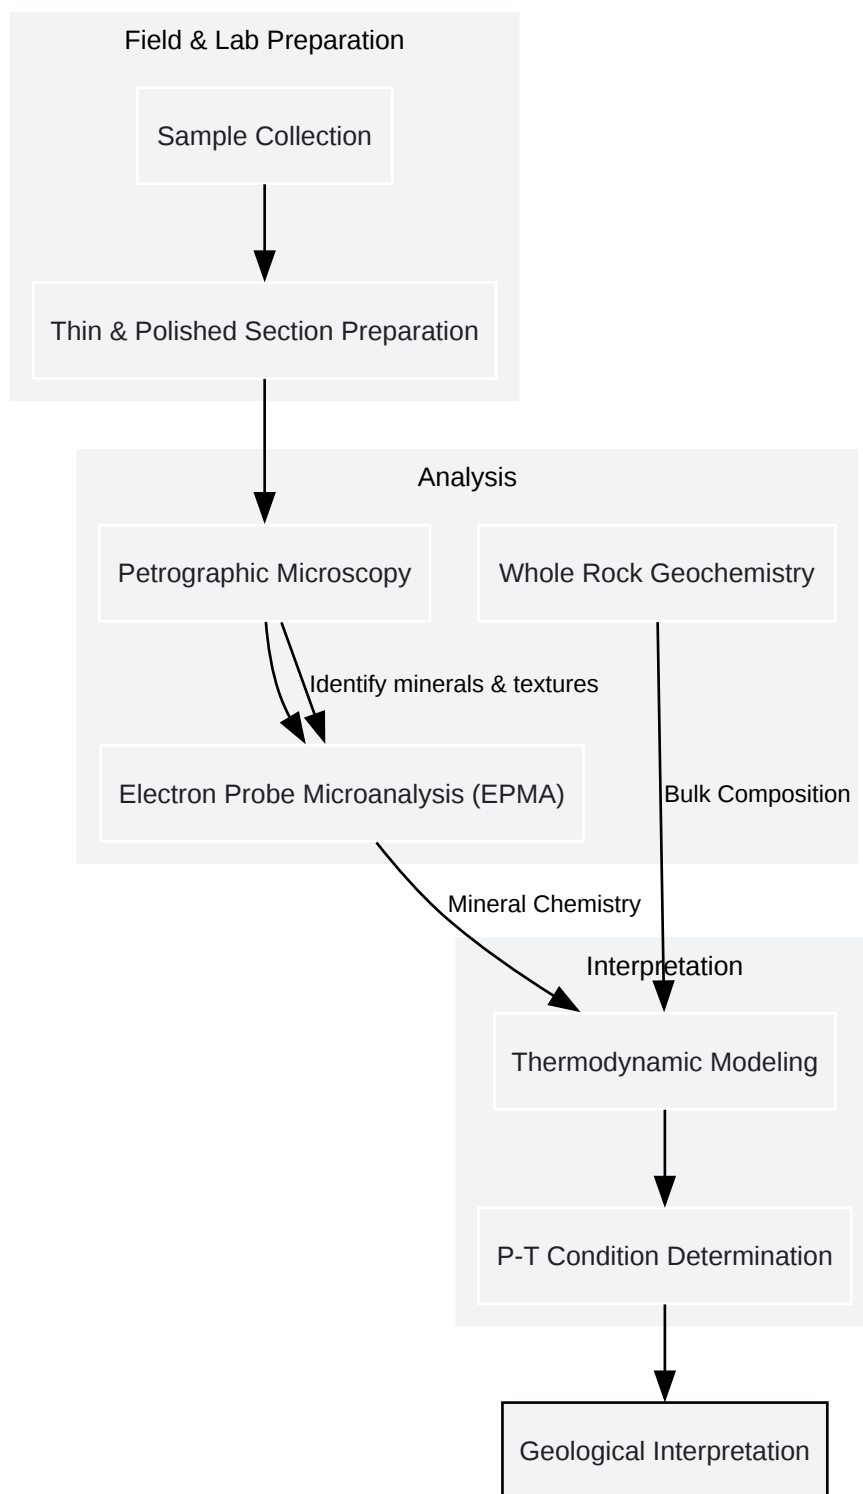 Field & Lab Preparation
Sample Collection
Thin & Polished Section Preparation
Analysis
Petrographic Microscopy
Whole Rock Geochemistry
Identify minerals & textures
Electron Probe Microanalysis (EPMA)
Bulk Composition
Mineral Chemistry
Interpretation
Thermodynamic Modeling
P-T Condition Determination
Geological Interpretation